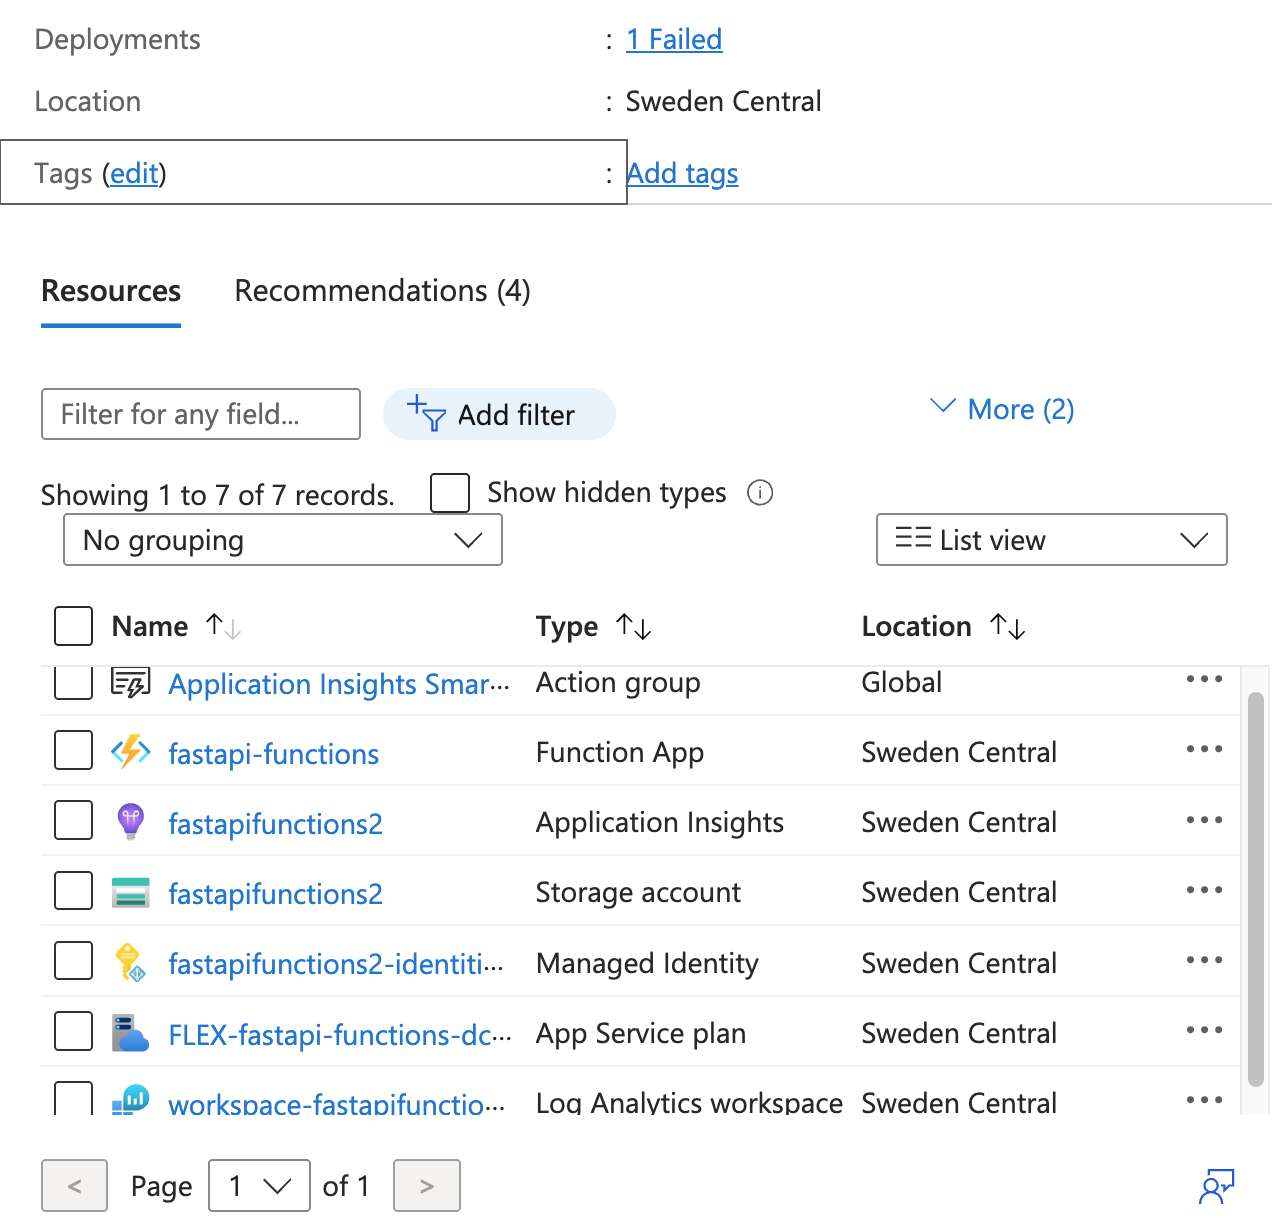 Deployments : 1 Failed
Location : Sweden Central
Tags (edit) : Add tags
Resources Recommendations (4)
Filter for any field... Add filter More (2)
Showing 1 to 7 of 7 records. Show hidden types
No grouping List view
Name Type Location
Application Insights Smar... Action group Global
fastapi-functions Function App Sweden Central
fastapifunctions2 Application Insights Sweden Central
fastapifunctions2 Storage account Sweden Central
fastapifunctions2-identiti... Managed Identity Sweden Central
FLEX-fastapi-functions-dc... App Service plan Sweden Central
workspace-fastapifunctio... Log Analytics workspace Sweden Central
< Page 1 of 1 >